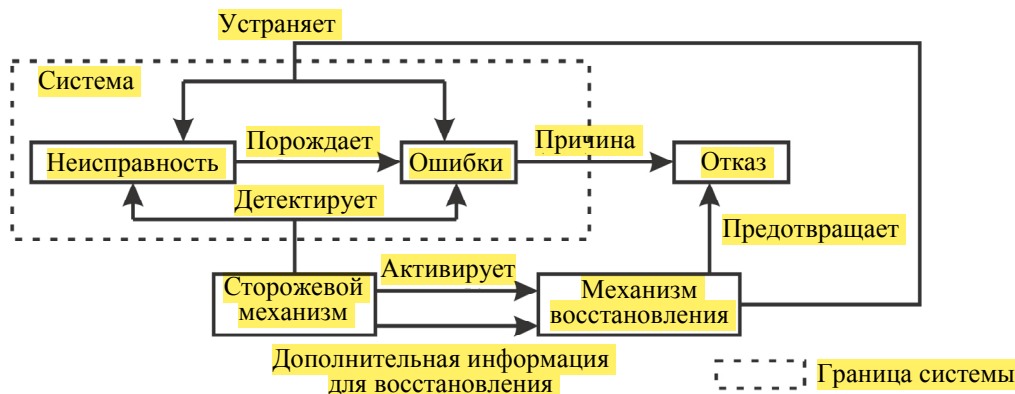 Устраняет
Система
Неисправность
Порождает
Ошибки
Причина
Отказ
Детектирует
Предотвращает
Сторожевой
механизм
Активирует
Механизм
восстановления
Дополнительная информация
для восстановления
Граница системы